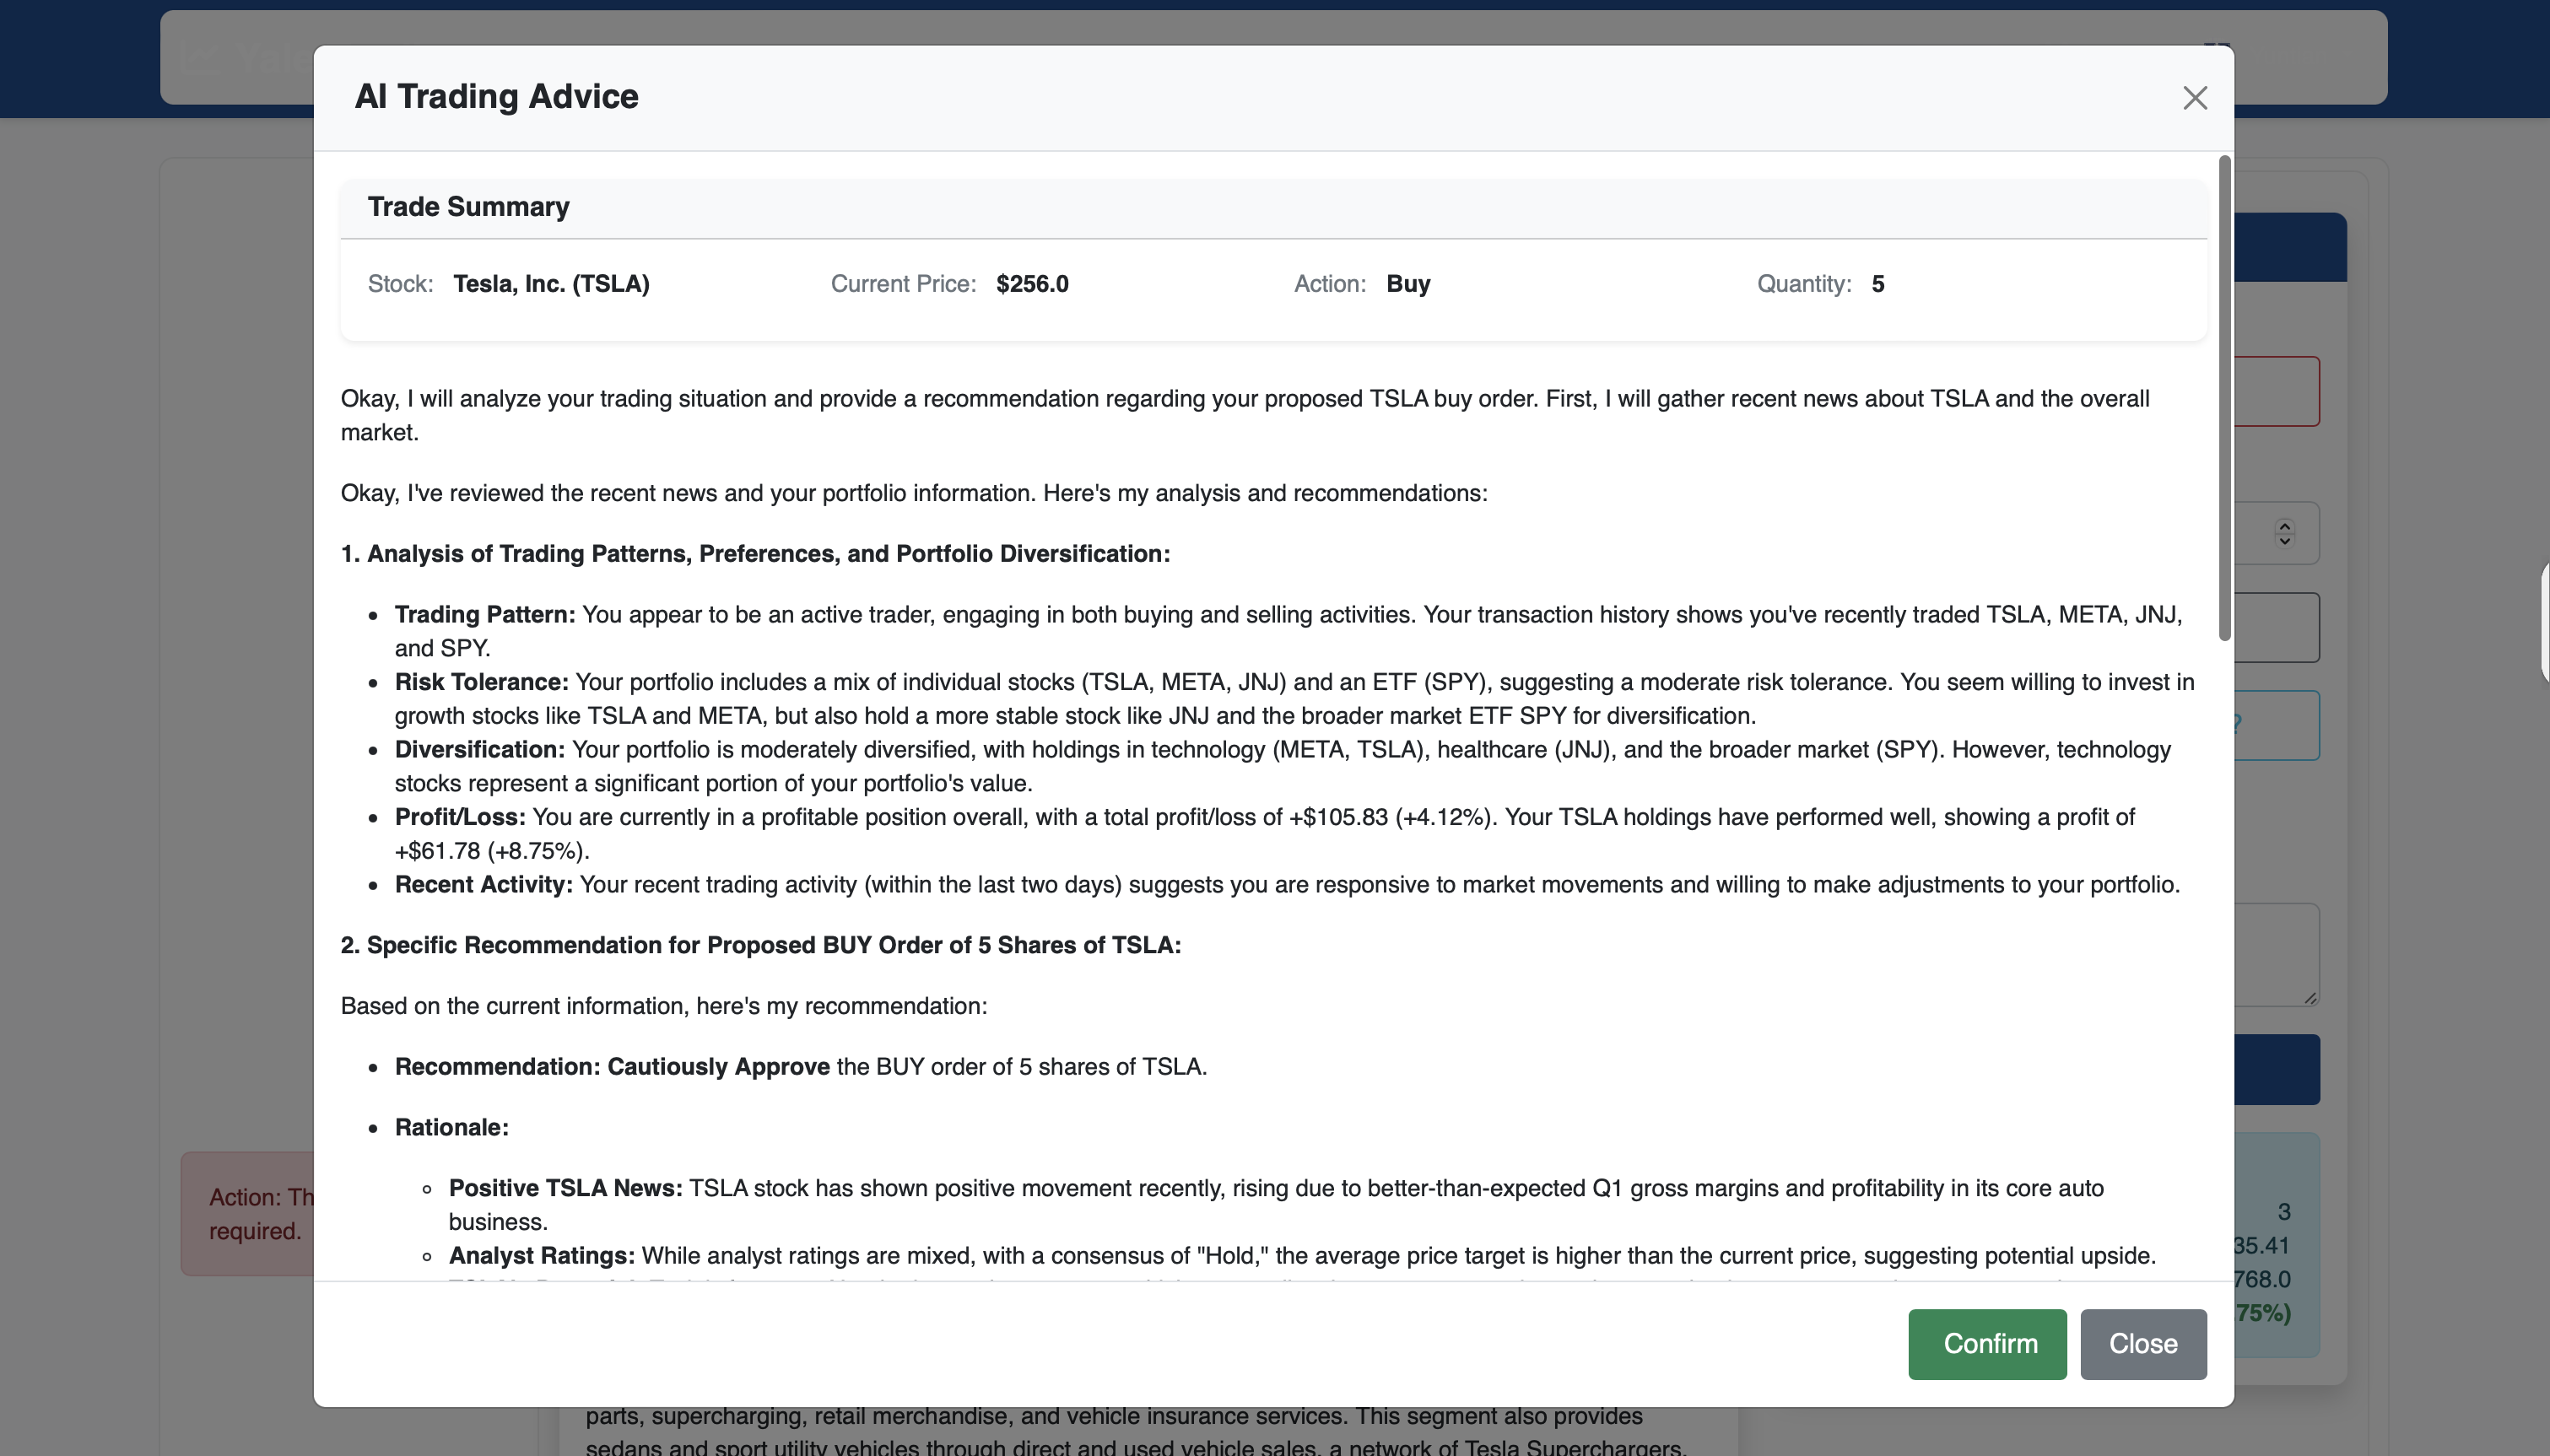 AI Trading Advice
Trade Summary
Stock: Tesla, Inc. (TSLA) Current Price: $256.0 Action: Buy Quantity: 5
Okay, I will analyze your trading situation and provide a recommendation regarding your proposed TSLA buy order. First, I will gather recent news about TSLA and the overall
market.
Okay, I've reviewed the recent news and your portfolio information. Here's my analysis and recommendations:
1. Analysis of Trading Patterns, Preferences, and Portfolio Diversification:
• Trading Pattern: You appear to be an active trader, engaging in both buying and selling activities. Your transaction history shows you've recently traded TSLA, META, JNJ,
and SPY.
• Risk Tolerance: Your portfolio includes a mix of individual stocks (TSLA, META, JNJ) and an ETF (SPY), suggesting a moderate risk tolerance. You seem willing to invest in
growth stocks like TSLA and META, but also hold a more stable stock like JNJ and the broader market ETF SPY for diversification.
• Diversification: Your portfolio is moderately diversified, with holdings in technology (META, TSLA), healthcare (JNJ), and the broader market (SPY). However, technology
stocks represent a significant portion of your portfolio's value.
• Profit/Loss: You are currently in a profitable position overall, with a total profit/loss of +$105.83 (+4.12%). Your TSLA holdings have performed well, showing a profit of
+$61.78 (+8.75%).
• Recent Activity: Your recent trading activity (within the last two days) suggests you are responsive to market movements and willing to make adjustments to your portfolio.
2. Specific Recommendation for Proposed BUY Order of 5 Shares of TSLA:
Based on the current information, here's my recommendation:
• Recommendation: Cautiously Approve the BUY order of 5 shares of TSLA.
• Rationale:
◦ Positive TSLA News: TSLA stock has shown positive movement recently, rising due to better-than-expected Q1 gross margins and profitability in its core auto
business.
◦ Analyst Ratings: While analyst ratings are mixed, with a consensus of "Hold," the average price target is higher than the current price, suggesting potential upside.
Confirm Close
Action: Th
required.
?
3
35.41
768.0
75%)
parts, supercharging, retail merchandise, and vehicle insurance services. This segment also provides
sedans and sport utility vehicles through direct and used vehicle sales, a network of Tesla Superchargers,